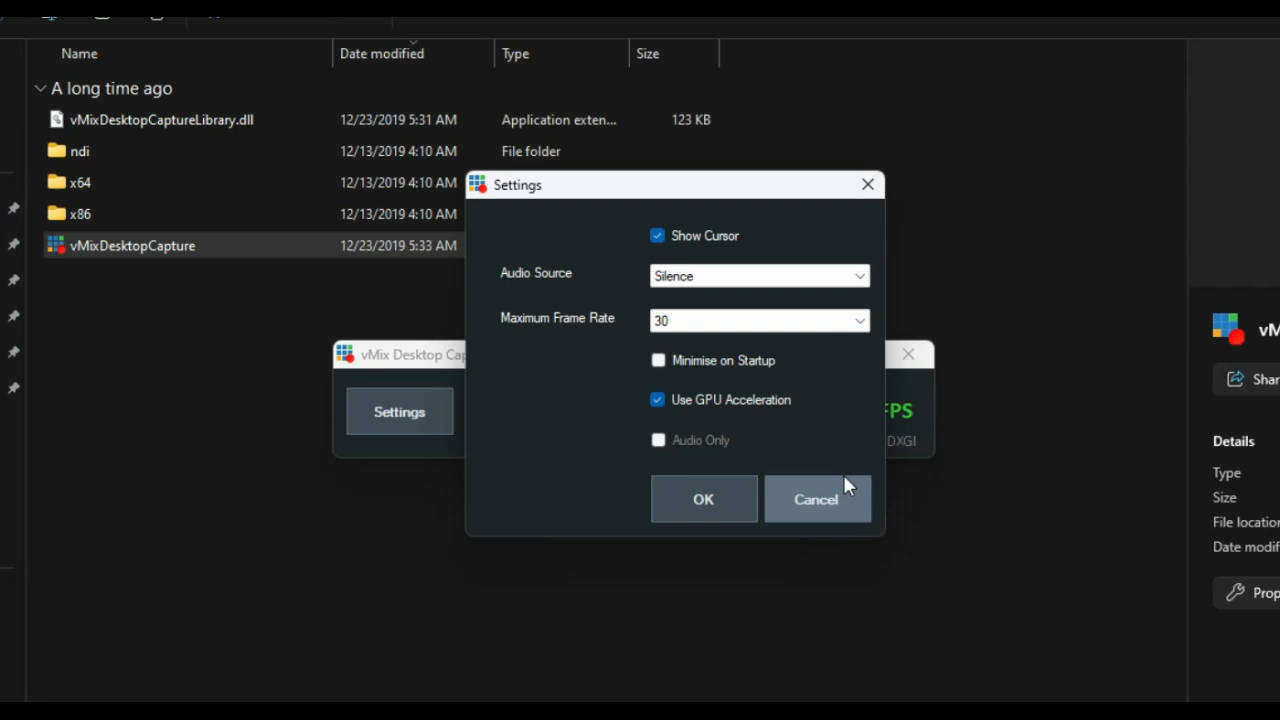 Name Date modified Type Size
A long time ago
vMixDesktopCaptureLibrary.dll 12/23/2019 5:31 AM Application exten... 123 KB
ndi 12/13/2019 4:10 AM File folder
x64 12/13/2019 4:10 AM
x86 12/13/2019 4:10 AM
vMixDesktopCapture 12/23/2019 5:33 AM
Settings
Show Cursor
Audio Source Silence
Maximum Frame Rate 30
Minimise on Startup
Use GPU Acceleration
Audio Only
OK Cancel
vMix Desktop Cap
Settings
FPS
DXGI
vM
Shar
Details
Type
Size
File location
Date modif
Prop